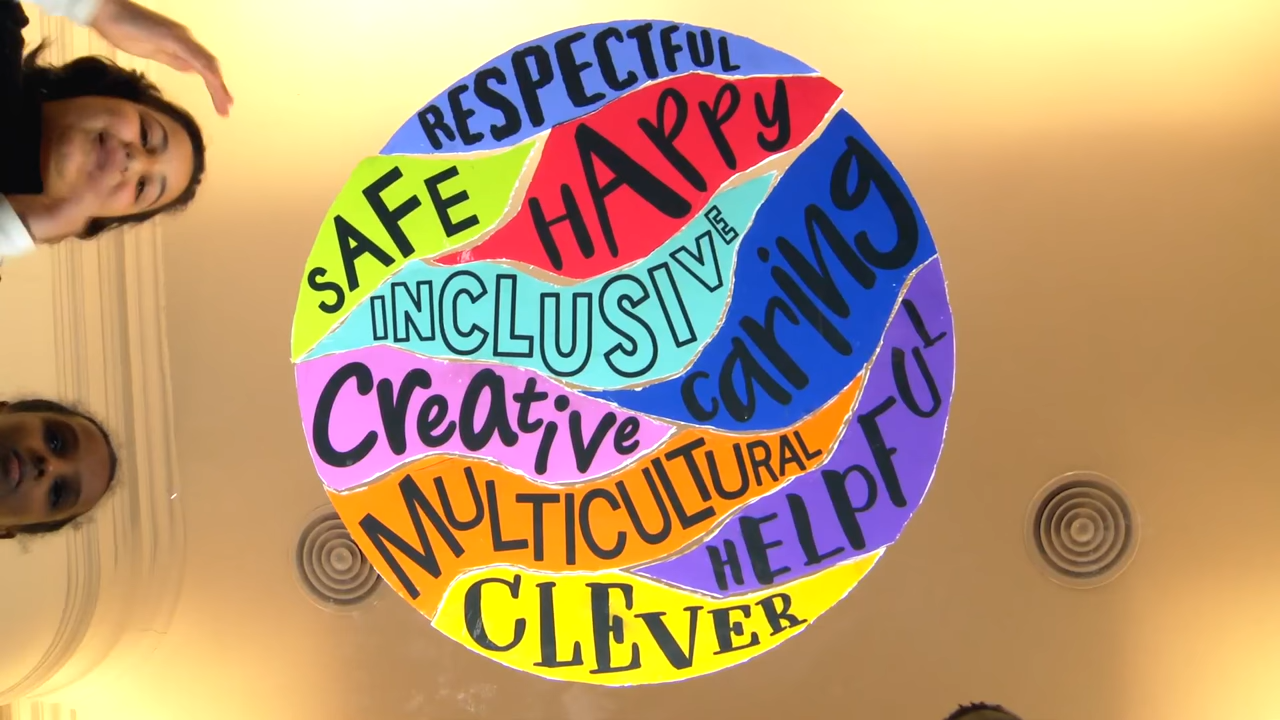 RESPECTFUL
HAPPY
SAFE
INCLUSIVE
caring
Creative
MULTICULTURAL
HELPFUL
CLEVER